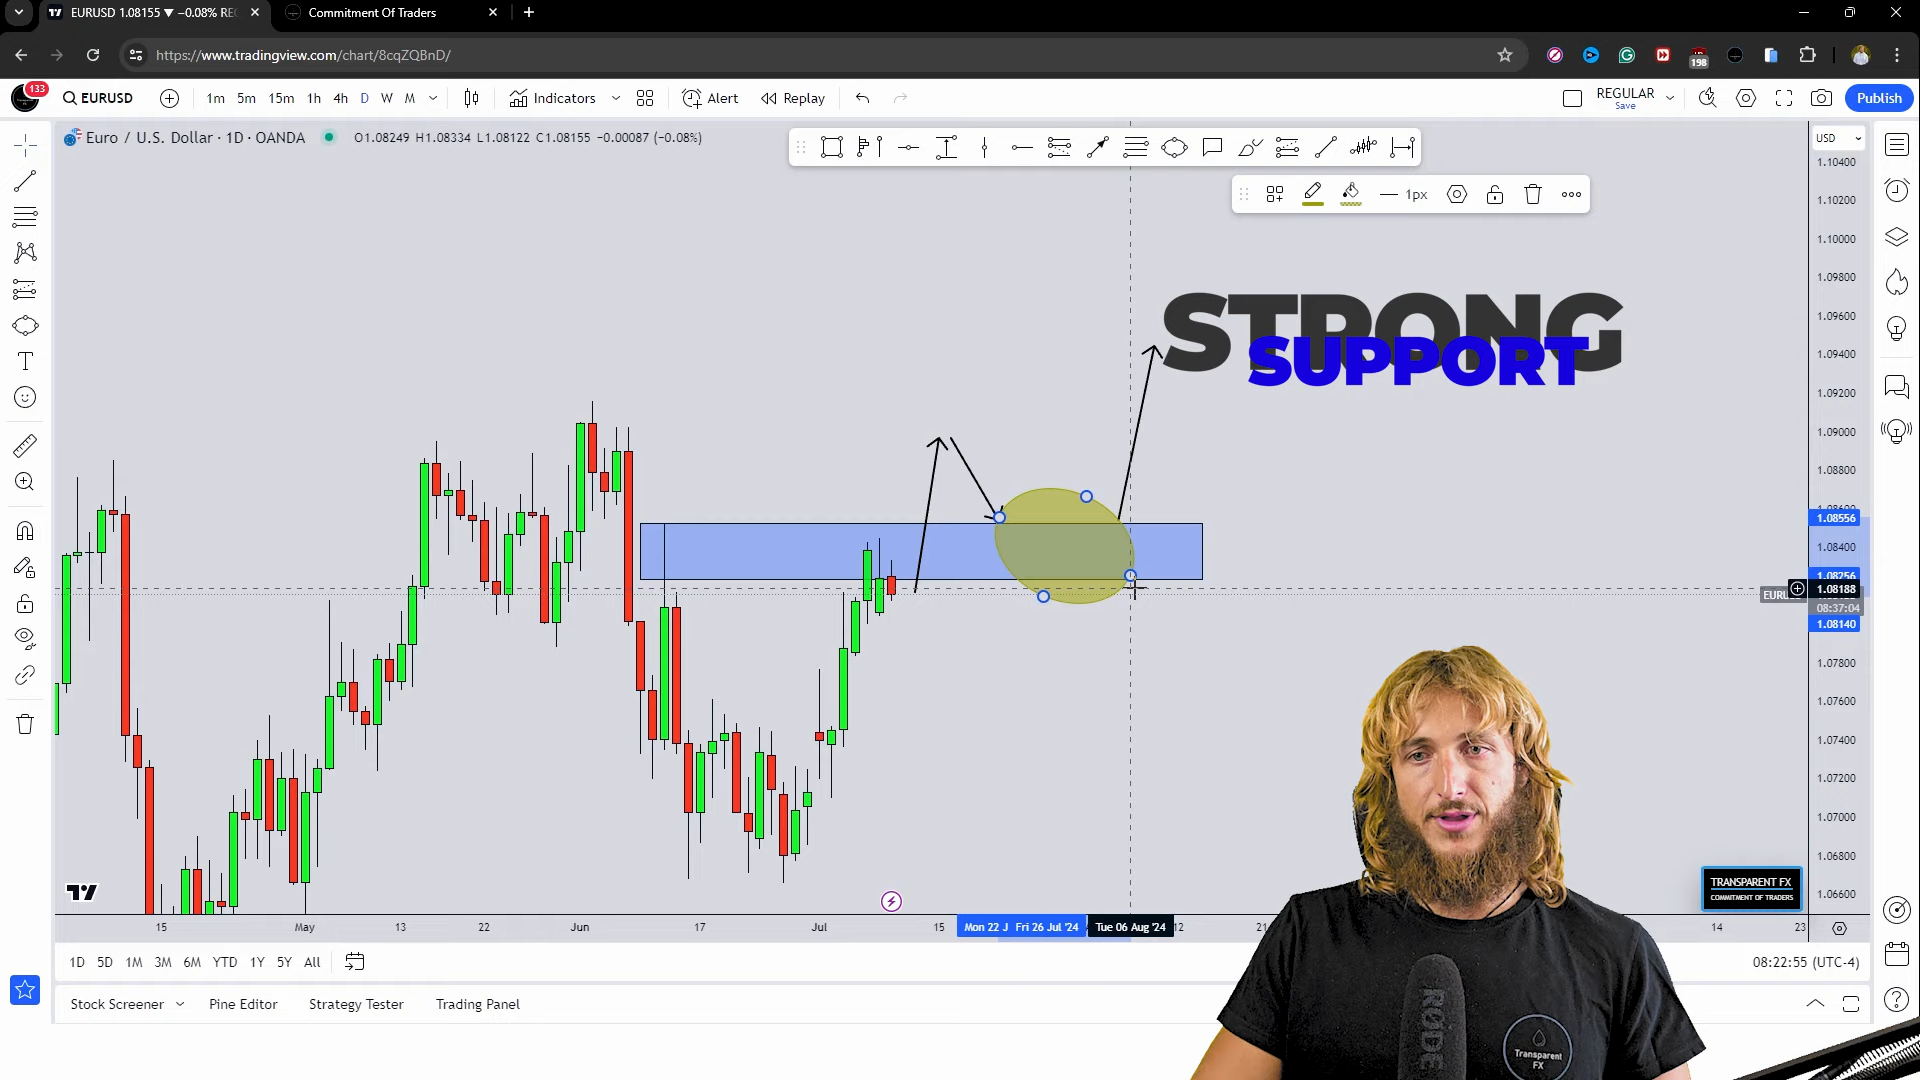 EURUSD 1.08155 ▼ −0.08% RE
Commitment Of Traders
https://www.tradingview.com/chart/8cqZQBnD/
198
133
EURUSD
1m 5m 15m 1h 4h D W M
Indicators
Alert
Replay
REGULAR
Save
Publish
Euro / U.S. Dollar · 1D · OANDA
O1.08249 H1.08334 L1.08122 C1.08155 −0.00087 (−0.08%)
USD
1px
STRONG
SUPPORT
1.10400
1.10200
1.10000
1.09800
1.09600
1.09400
1.09200
1.09000
1.08800
1.08556
1.08400
1.08256
1.08188
08:37:04
1.08140
1.07800
1.07600
1.07400
1.07200
1.07000
1.06800
1.06600
TRANSPARENT FX
COMMITMENT OF TRADERS
15 May 13 22 Jun 17 Jul 15 Mon 22 J Fri 26 Jul '24 Tue 06 Aug '24 12 21 14 23
1D 5D 1M 3M 6M YTD 1Y 5Y All
08:22:55 (UTC-4)
Stock Screener
Pine Editor
Strategy Tester
Trading Panel
RØDE
Transparent
FX